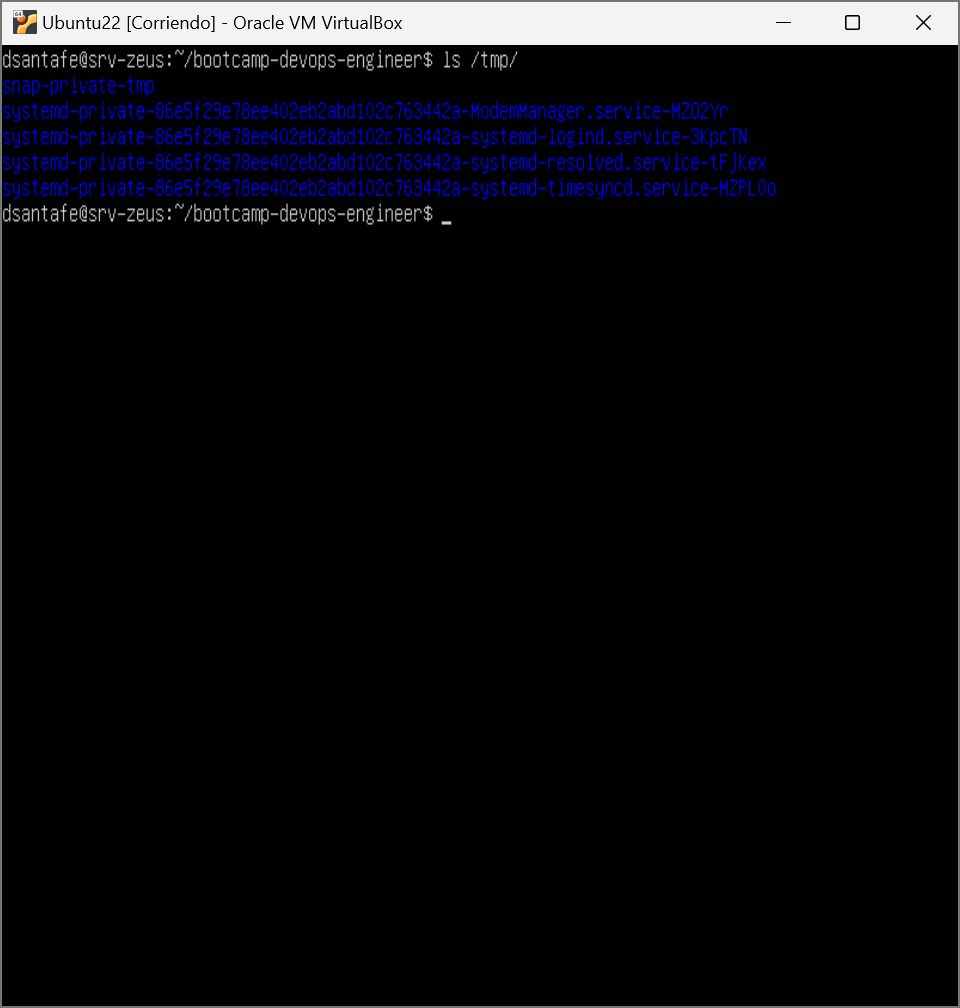 Ubuntu22 [Corriendo] - Oracle VM VirtualBox
dsantafe@srv-zeus:~/bootcamp-devops-engineer$ ls /tmp/
snap-private-tmp
systemd-private-86e5f29e78ee402eb2abd102c763442a-ModemManager.service-MZO2Yr
systemd-private-86e5f29e78ee402eb2abd102c763442a-systemd-logind.service-3KpcTN
systemd-private-86e5f29e78ee402eb2abd102c763442a-systemd-resolved.service-tFjKex
systemd-private-86e5f29e78ee402eb2abd102c763442a-systemd-timesyncd.service-MZPLOo
dsantafe@srv-zeus:~/bootcamp-devops-engineer$ _